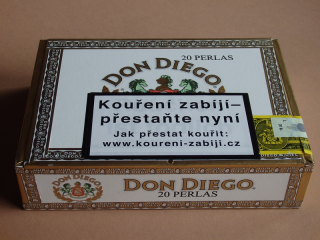 20 PERLAS
DON DIEGO
Kouření zabíjí–
přestaňte nyní
Jak přestat kouřit:
www.koureni-zabiji.cz
DON DIEGO.
20 PERLAS